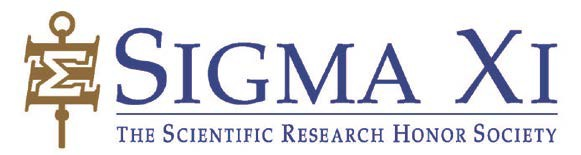 Σ SIGMA XI
THE SCIENTIFIC RESEARCH HONOR SOCIETY